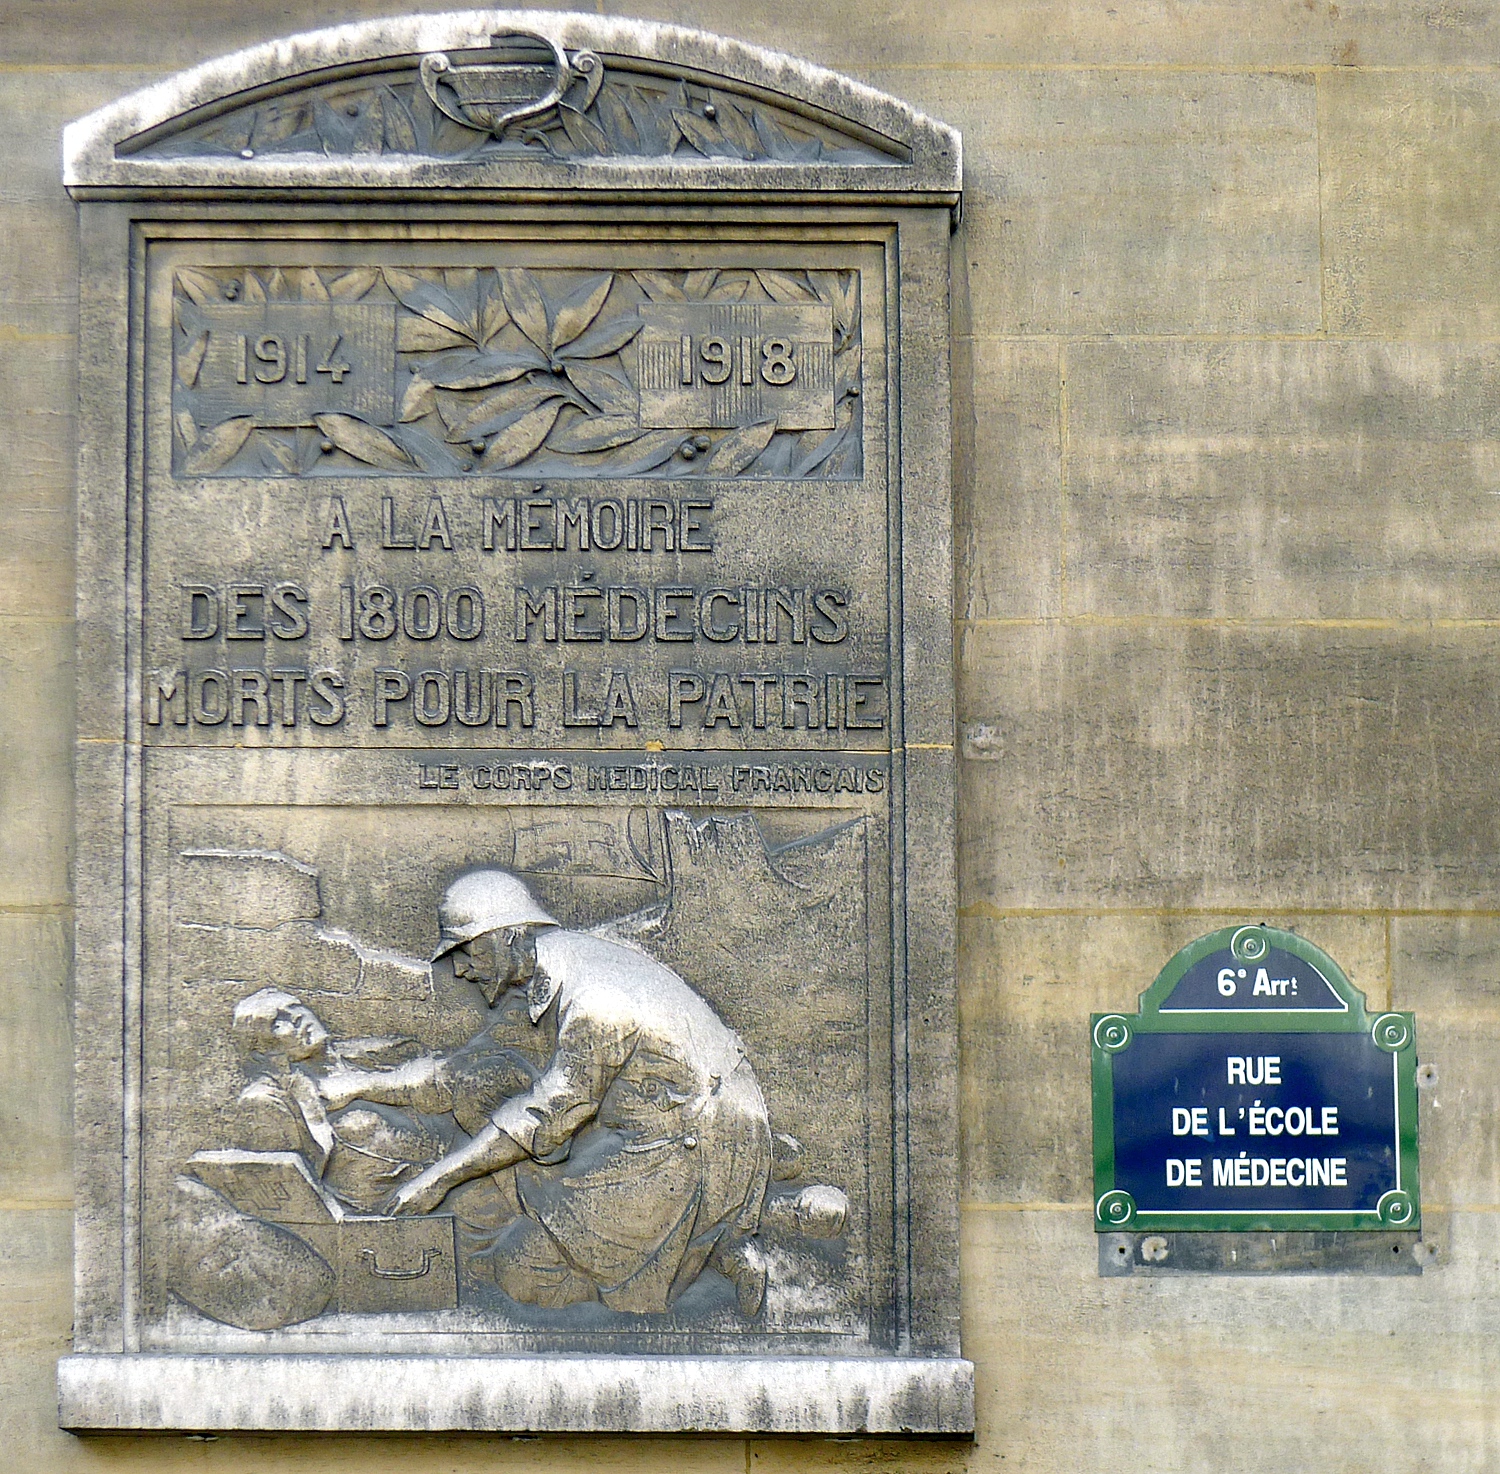 1914 1918
A LA MÉMOIRE
DES 1800 MÉDECINS
MORTS POUR LA PATRIE
LE CORPS MEDICAL FRANCAIS
6e Arrt
RUE
DE L'ÉCOLE
DE MÉDECINE